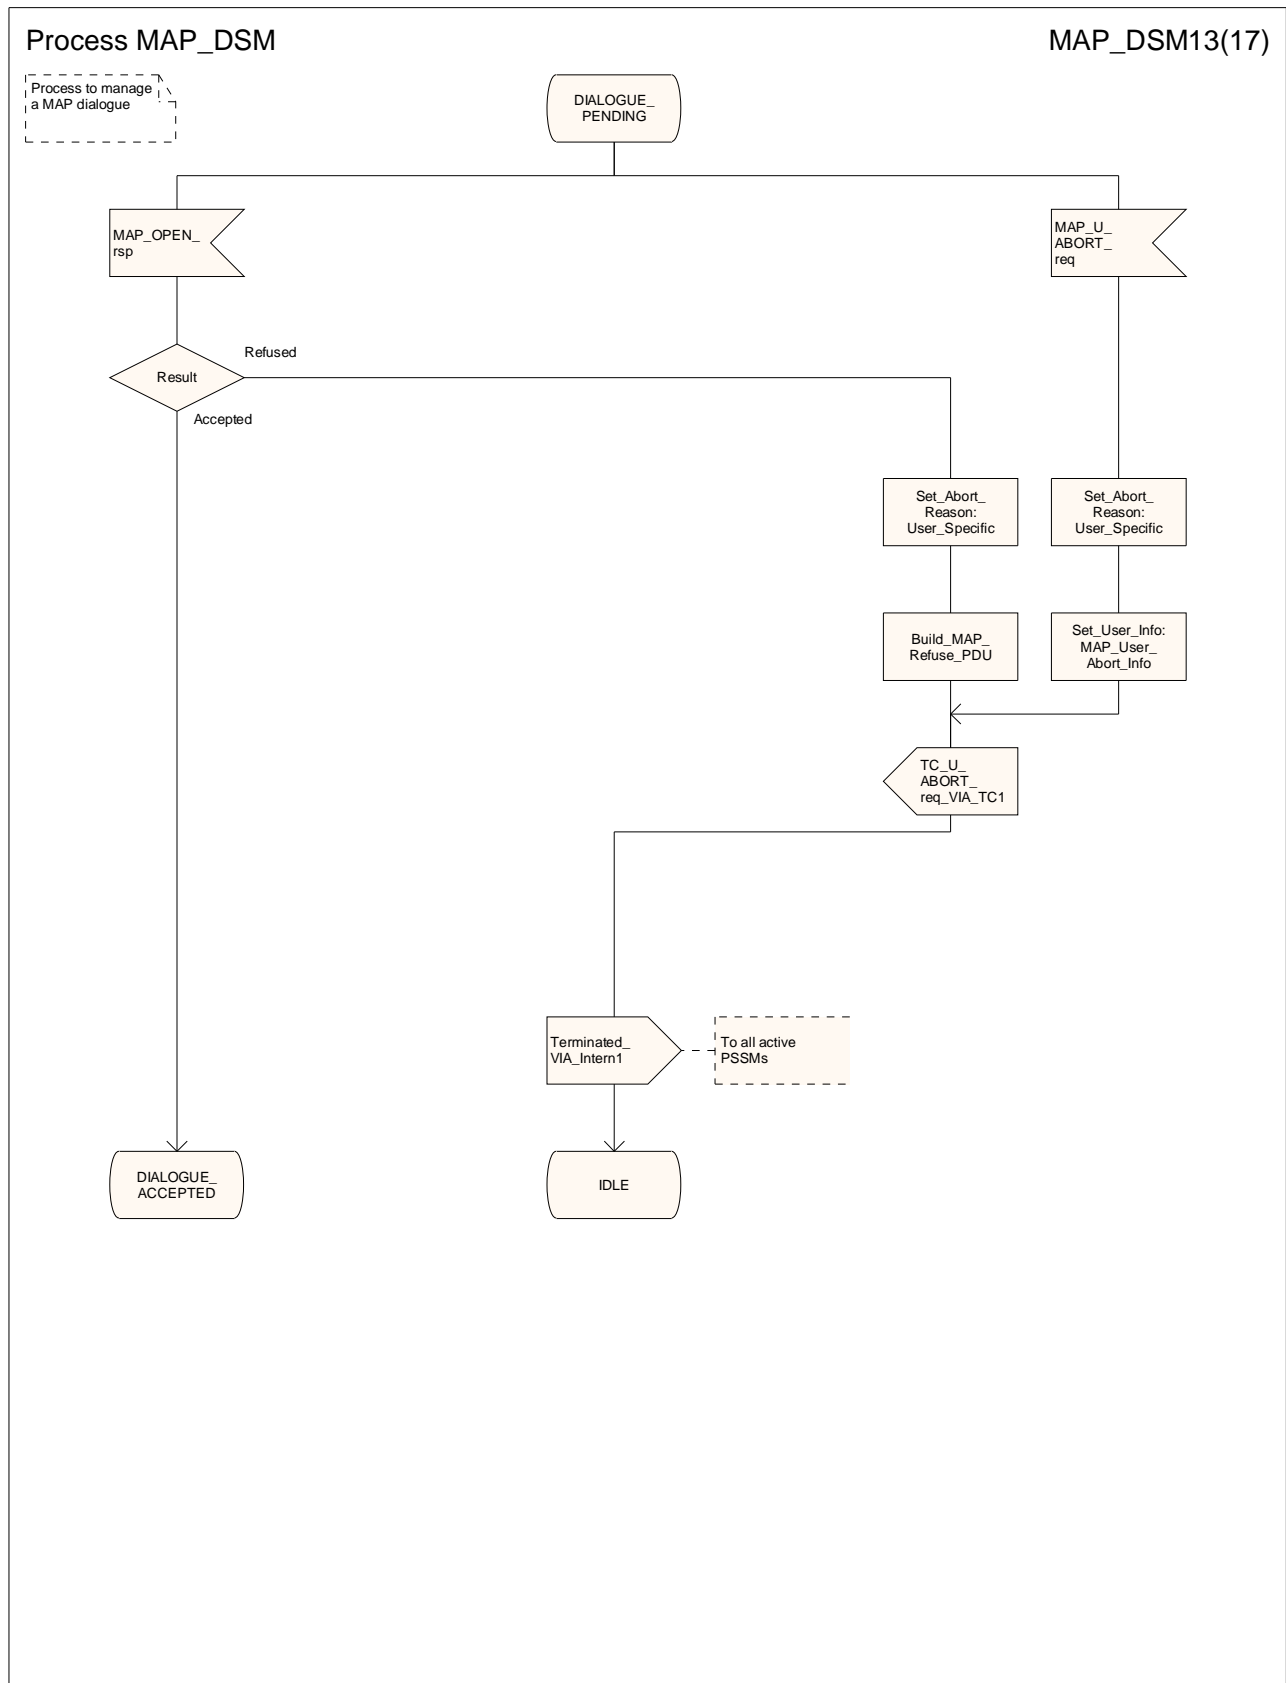 Process MAP_DSM
MAP_DSM13(17)
Process to manage
a MAP dialogue
DIALOGUE_
PENDING
MAP_OPEN_
rsp
MAP_U_
ABORT_
req
Refused
Result
Accepted
Set_Abort_
Reason:
User_Specific
Set_Abort_
Reason:
User_Specific
Build_MAP_
Refuse_PDU
Set_User_Info:
MAP_User_
Abort_Info
TC_U_
ABORT_
req_VIA_TC1
Terminated_
VIA_Intern1
To all active
PSSMs
DIALOGUE_
ACCEPTED
IDLE